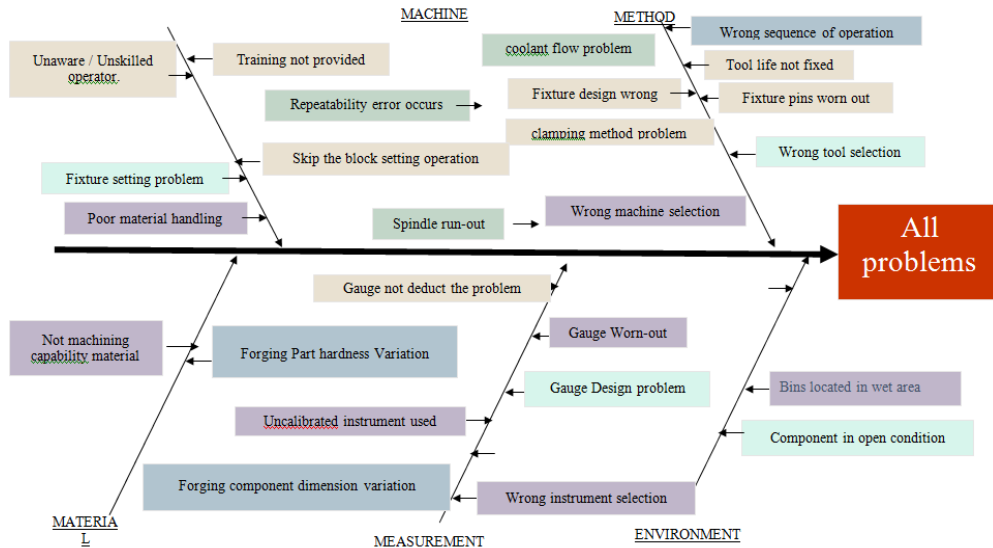 MACHINE
METHOD
Unaware / Unskilled
operator.
Training not provided
coolant flow problem
Wrong sequence of operation
Tool life not fixed
Repeatability error occurs
Fixture design wrong
Fixture pins worn out
clamping method problem
Skip the block setting operation
Wrong tool selection
Fixture setting problem
Poor material handling
Spindle run-out
Wrong machine selection
All
problems
Gauge not deduct the problem
Not machining
capability material
Forging Part hardness Variation
Gauge Worn-out
Gauge Design problem
Bins located in wet area
Uncalibrated instrument used
Component in open condition
Forging component dimension variation
Wrong instrument selection
MATERIA
L
MEASUREMENT
ENVIRONMENT